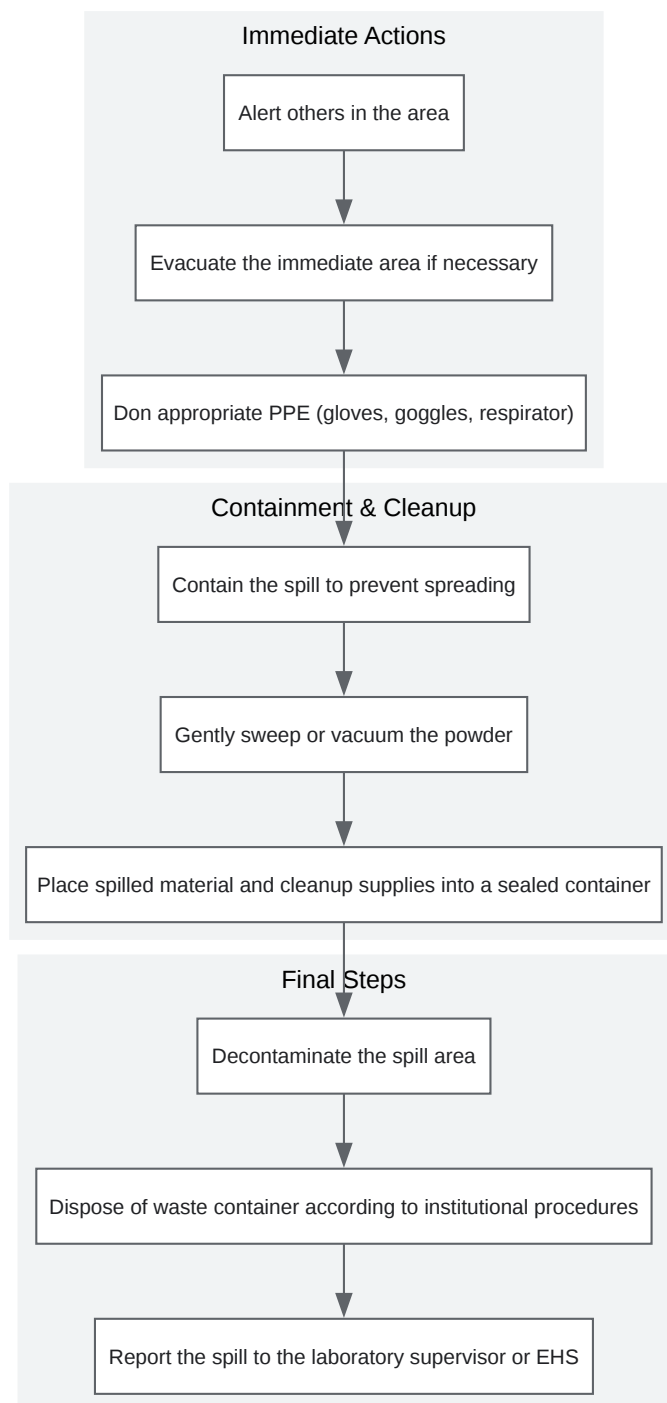 Immediate Actions
Alert others in the area
Evacuate the immediate area if necessary
Don appropriate PPE (gloves, goggles, respirator)
Containment & Cleanup
Contain the spill to prevent spreading
Gently sweep or vacuum the powder
Place spilled material and cleanup supplies into a sealed container
Final Steps
Decontaminate the spill area
Dispose of waste container according to institutional procedures
Report the spill to the laboratory supervisor or EHS